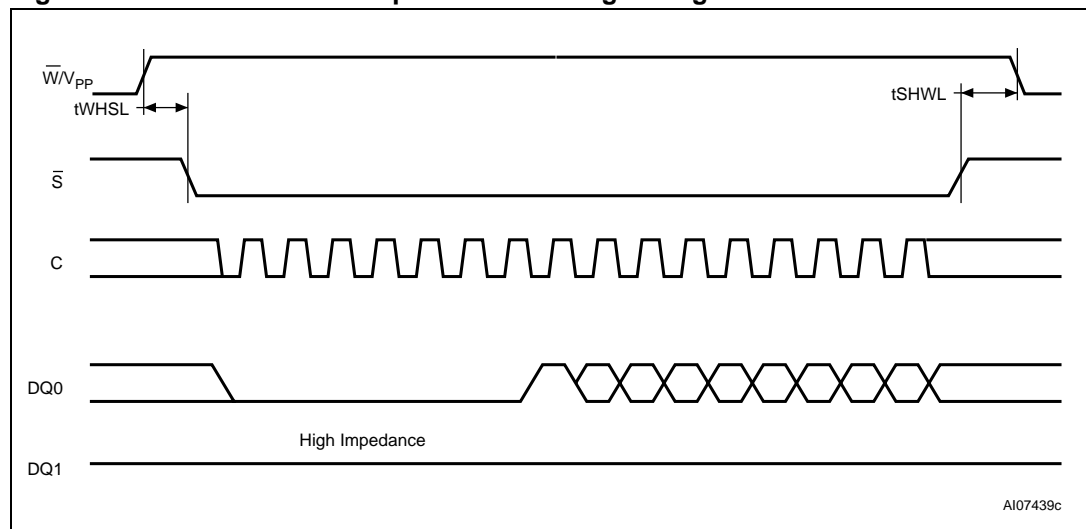 W/VPP
tWHSL
tSHWL
S
C
DQ0
High Impedance
DQ1
AI07439c